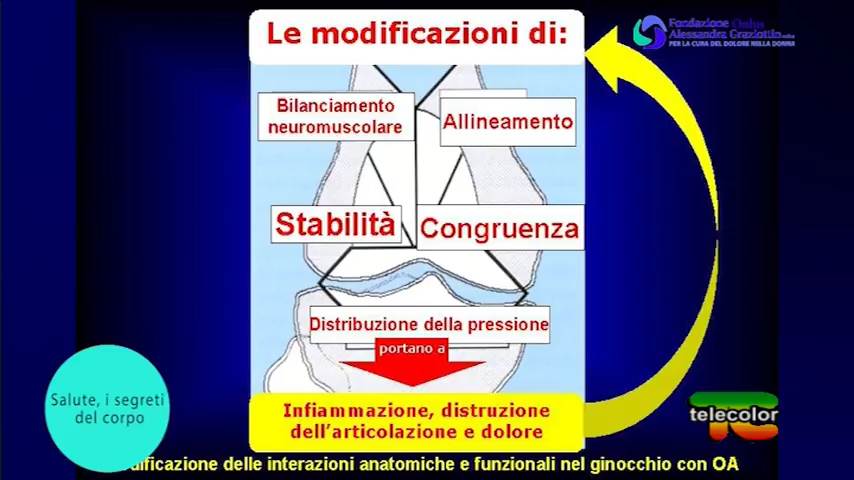 Le modificazioni di:
Fondazione Onlus
Alessandra Graziottin
PER LA CURA DEL DOLORE NELLA DONNA
Bilanciamento
neuromuscolare
Allineamento
Stabilità
Congruenza
Distribuzione della pressione
portano a
Infiammazione, distruzione
dell'articolazione e dolore
Salute, i segreti
del corpo
TC
telecolor
delle interazioni anatomiche e funzionali nel ginocchio con OA